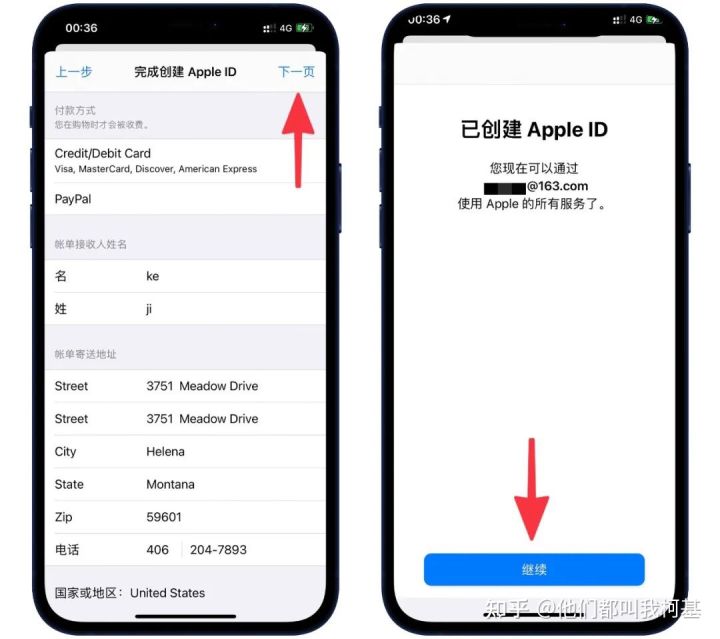 00:36
4G
上一步
完成创建 Apple ID
下一页
付款方式
您在购物时才会被收费。
Credit/Debit Card
Visa, MasterCard, Discover, American Express
PayPal
帐单接收人姓名
名 ke
姓 ji
帐单寄送地址
Street 3751 Meadow Drive
Street 3751 Meadow Drive
City Helena
State Montana
Zip 59601
电话 406 204-7893
国家或地区：United States
00:36
4G
已创建 Apple ID
您现在可以通过
@163.com
使用 Apple 的所有服务了。
继续
知乎 @他们都叫我柯基